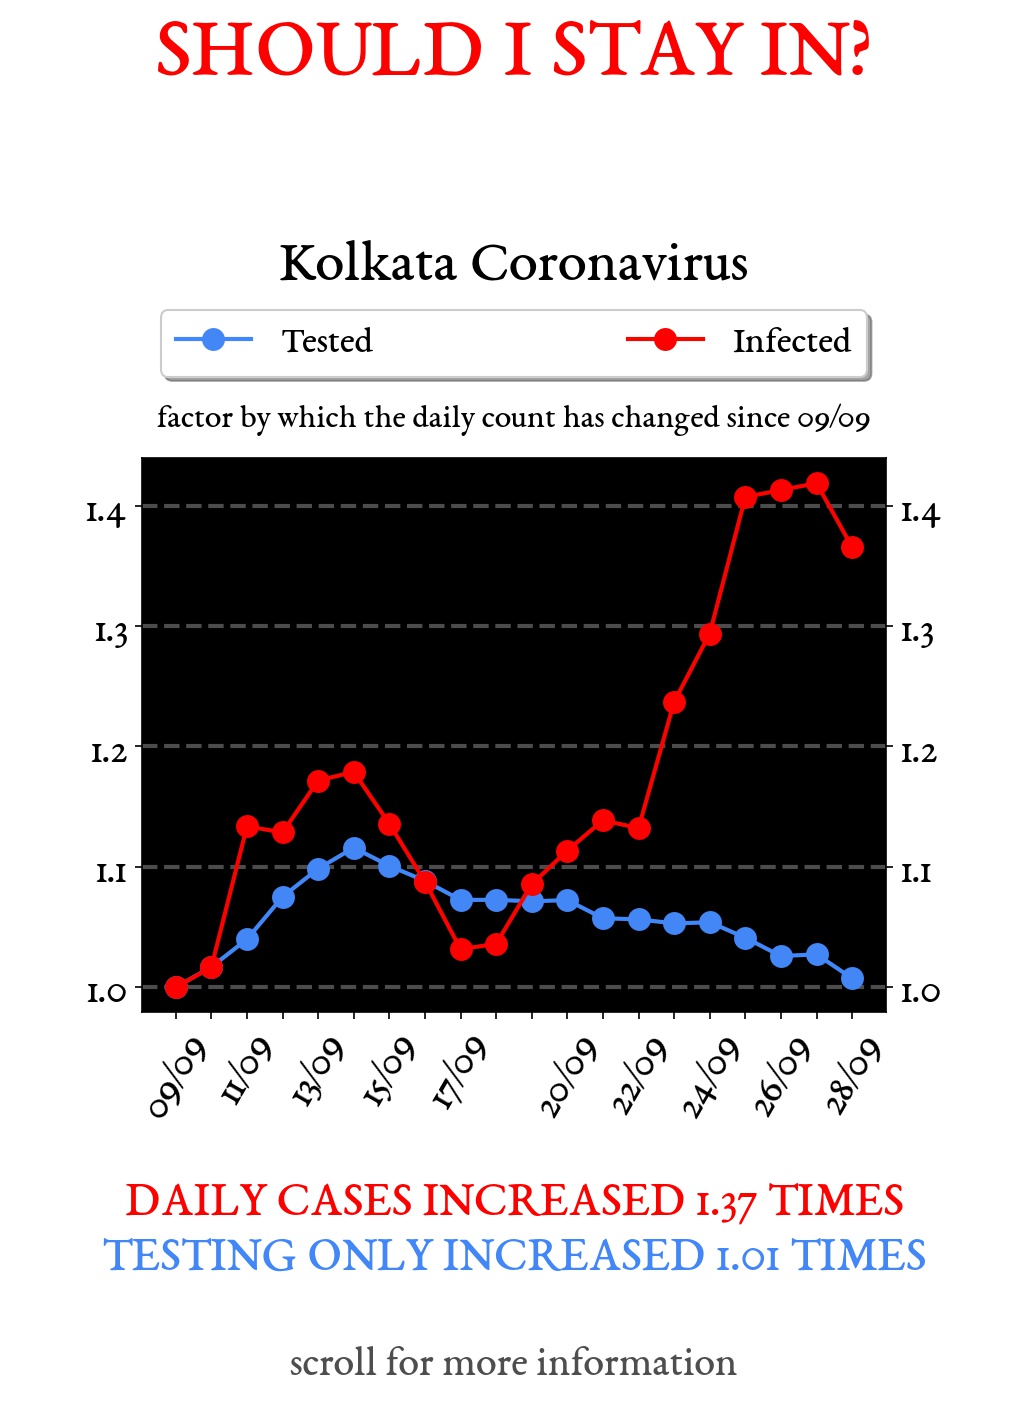 SHOULD I STAY IN?
Kolkata Coronavirus
Tested Infected
factor by which the daily count has changed since 09/09
1.4 1.4
1.3 1.3
1.2 1.2
1.1 1.1
1.0 1.0
09/09 11/09 13/09 15/09 17/09 20/09 22/09 24/09 26/09 28/09
DAILY CASES INCREASED 1.37 TIMES
TESTING ONLY INCREASED 1.01 TIMES
scroll for more information